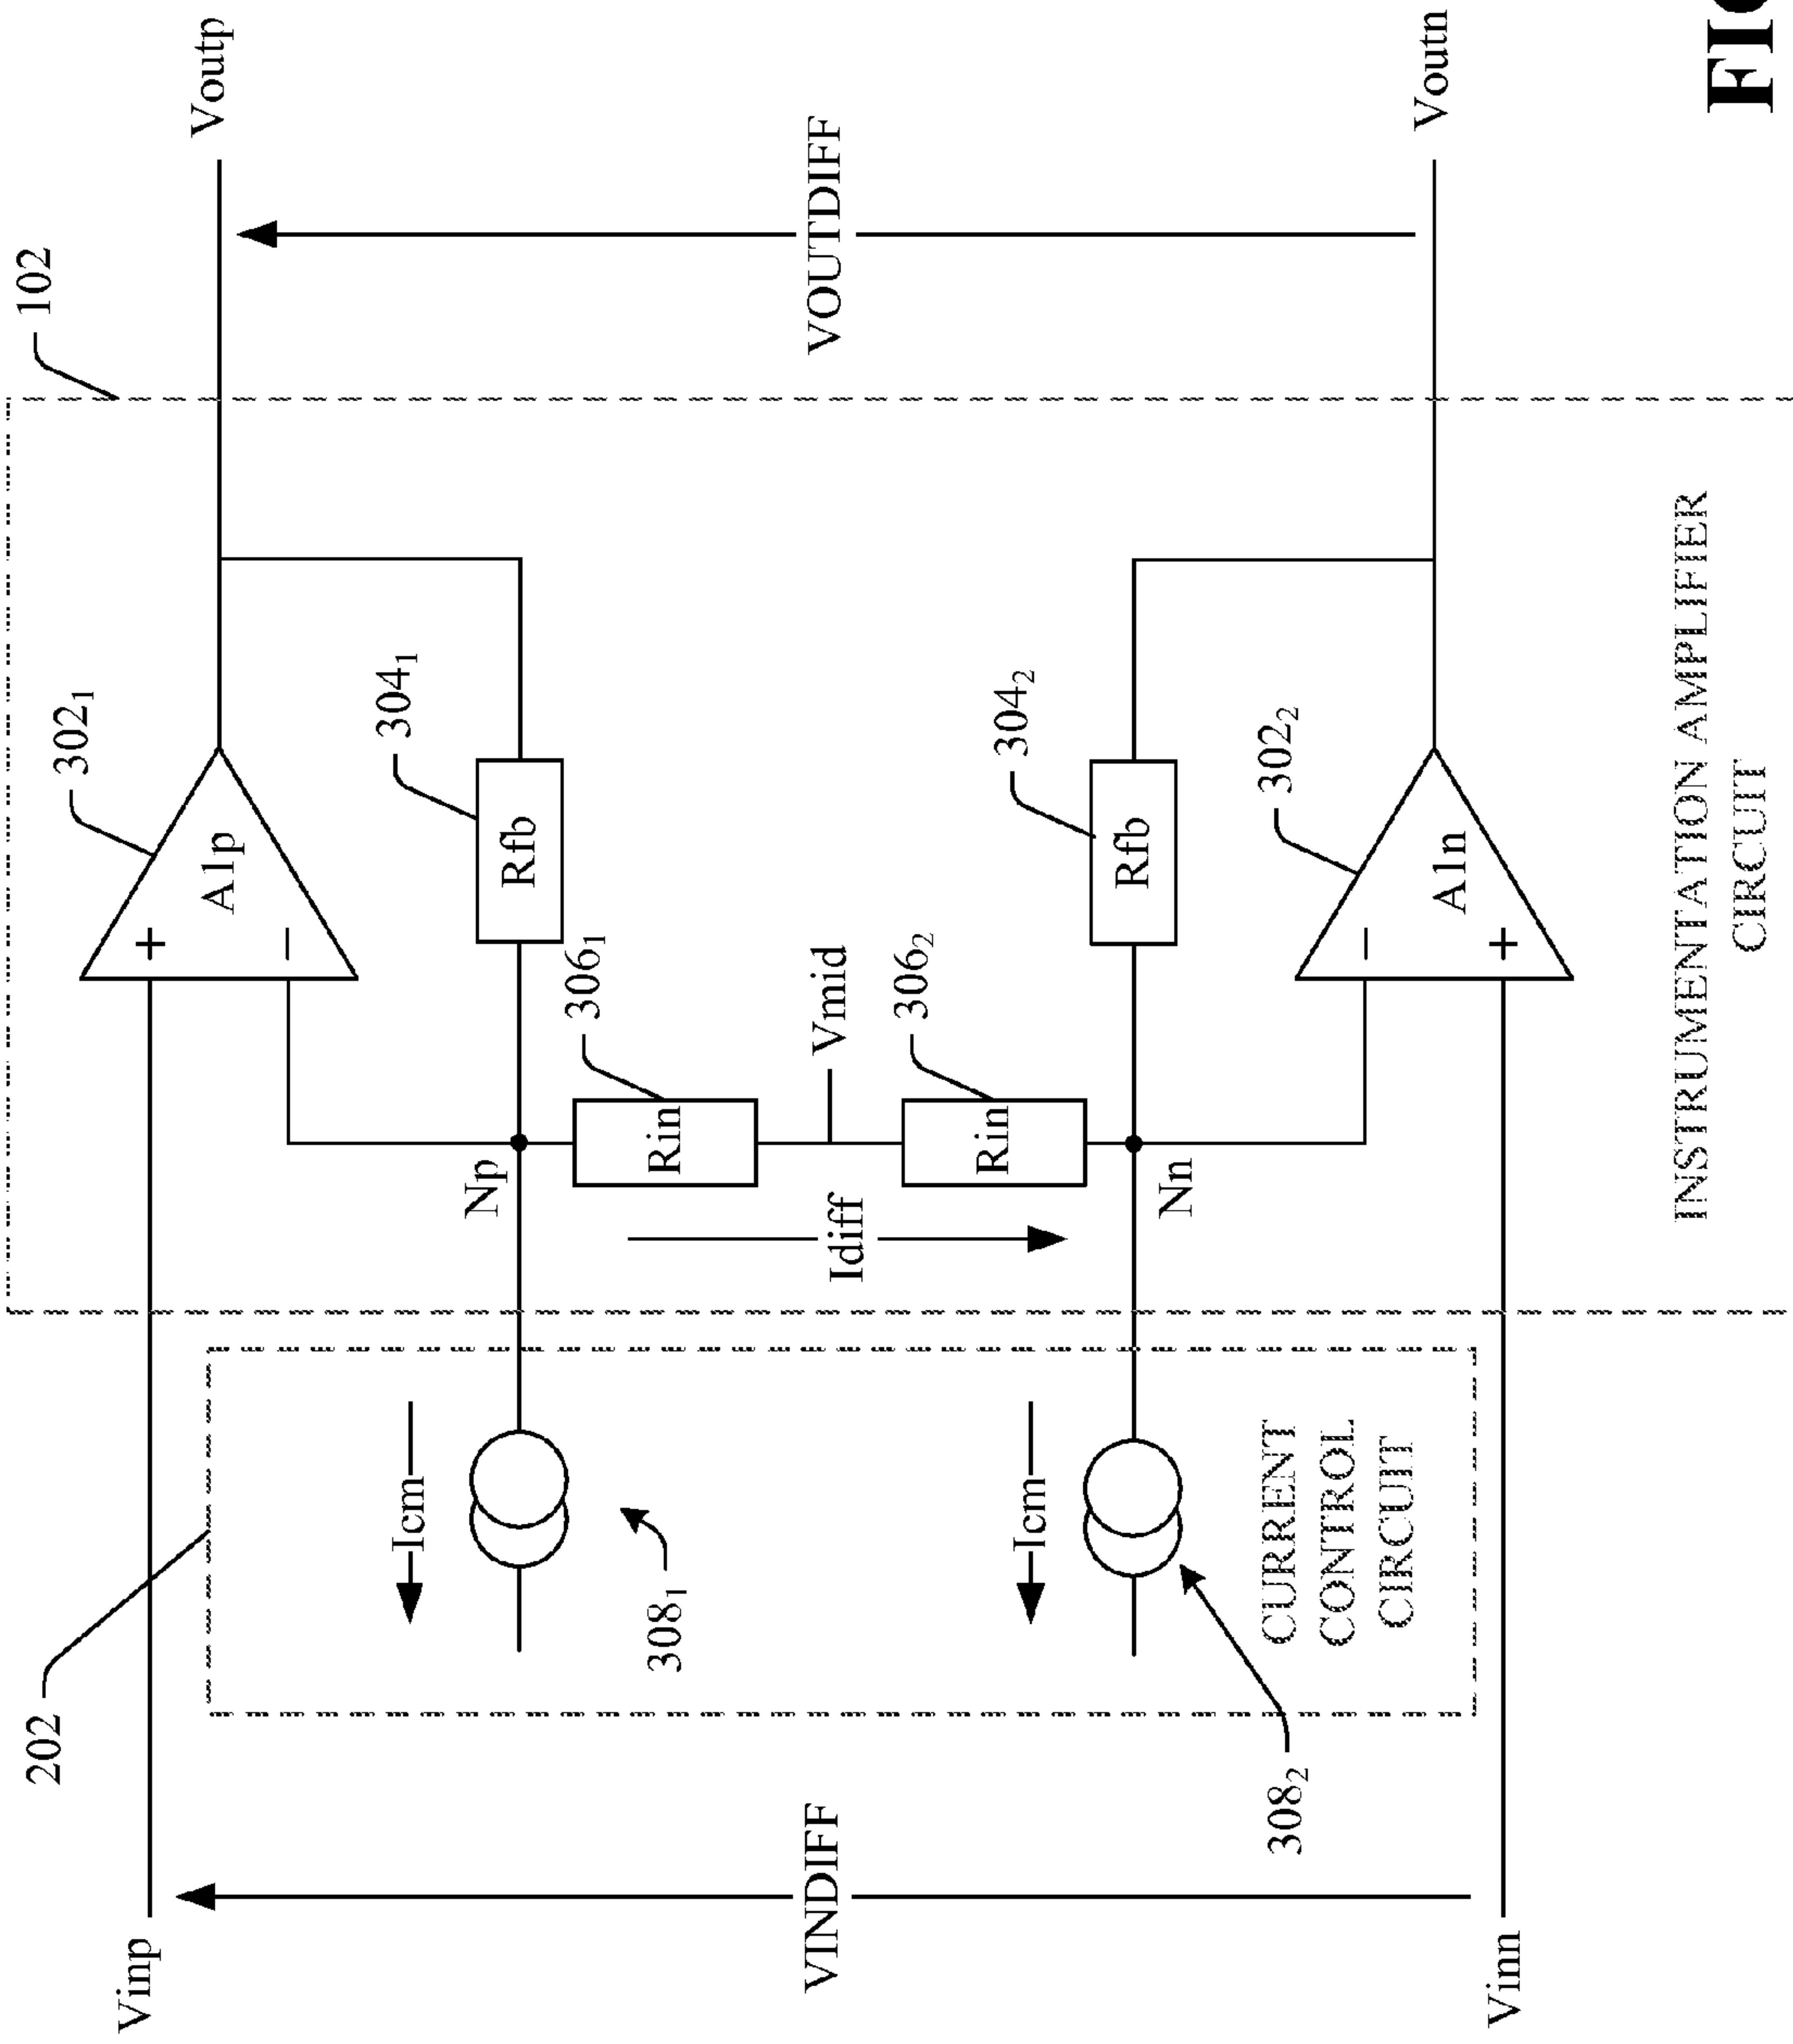 Vinp
Vinn
VINDIFF
202
Icm
308₁
Icm
308₂
CURRENT
CONTROL
CIRCUIT
Np
Idiff
Nn
Rin
306₁
Vmid
Rin
306₂
+
−
A1p
302₁
Rfb
304₁
Rfb
304₂
−
+
A1n
302₂
INSTRUMENTATION AMPLIFIER
CIRCUIT
102
VOUTDIFF
Voutp
Voutn